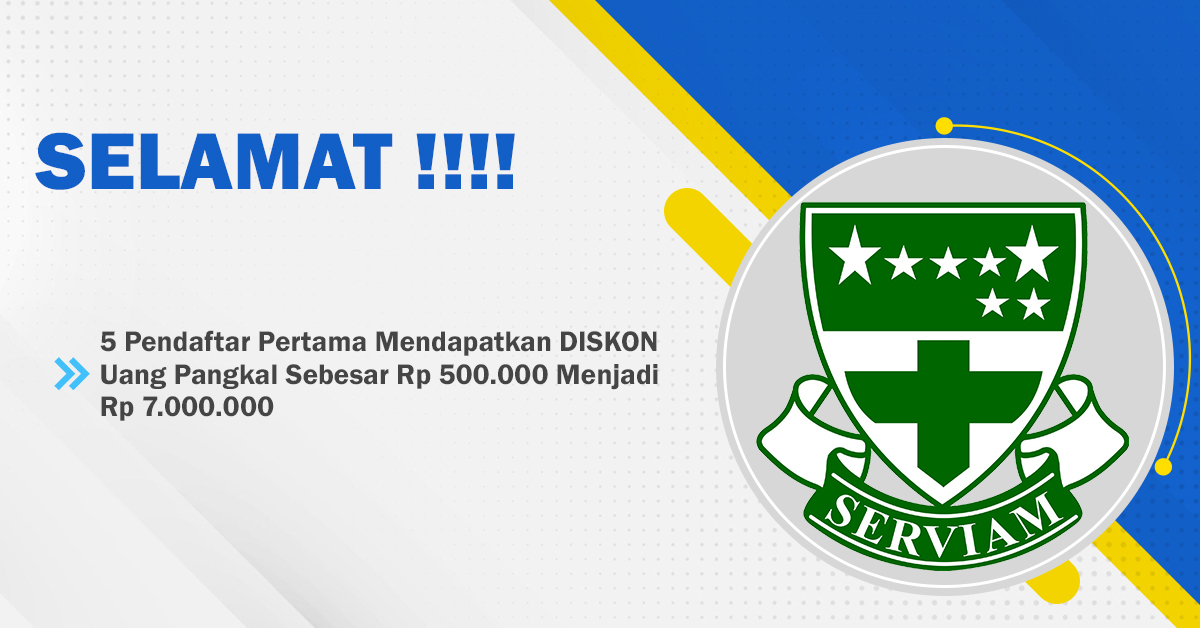 SELAMAT !!!!
5 Pendaftar Pertama Mendapatkan DISKON
Uang Pangkal Sebesar Rp 500.000 Menjadi
Rp 7.000.000
SERVIAM